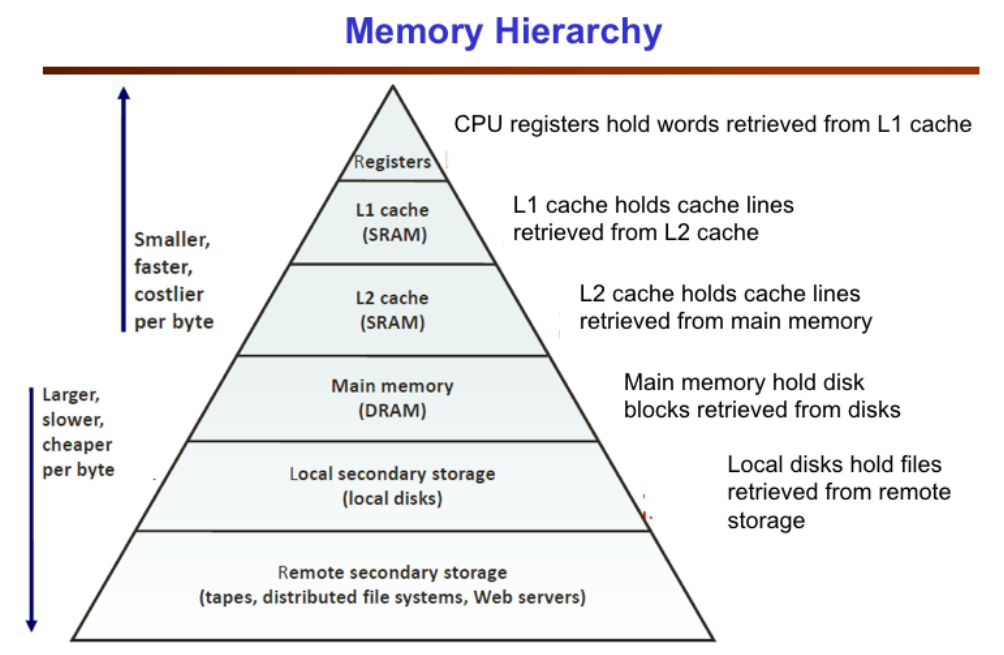 Memory Hierarchy
CPU registers hold words retrieved from L1 cache
Registers
L1 cache
(SRAM)
L1 cache holds cache lines
retrieved from L2 cache
Smaller,
faster,
costlier
per byte
L2 cache
(SRAM)
L2 cache holds cache lines
retrieved from main memory
Larger,
slower,
cheaper
per byte
Main memory
(DRAM)
Main memory hold disk
blocks retrieved from disks
Local secondary storage
(local disks)
Local disks hold files
retrieved from remote
storage
Remote secondary storage
(tapes, distributed file systems, Web servers)